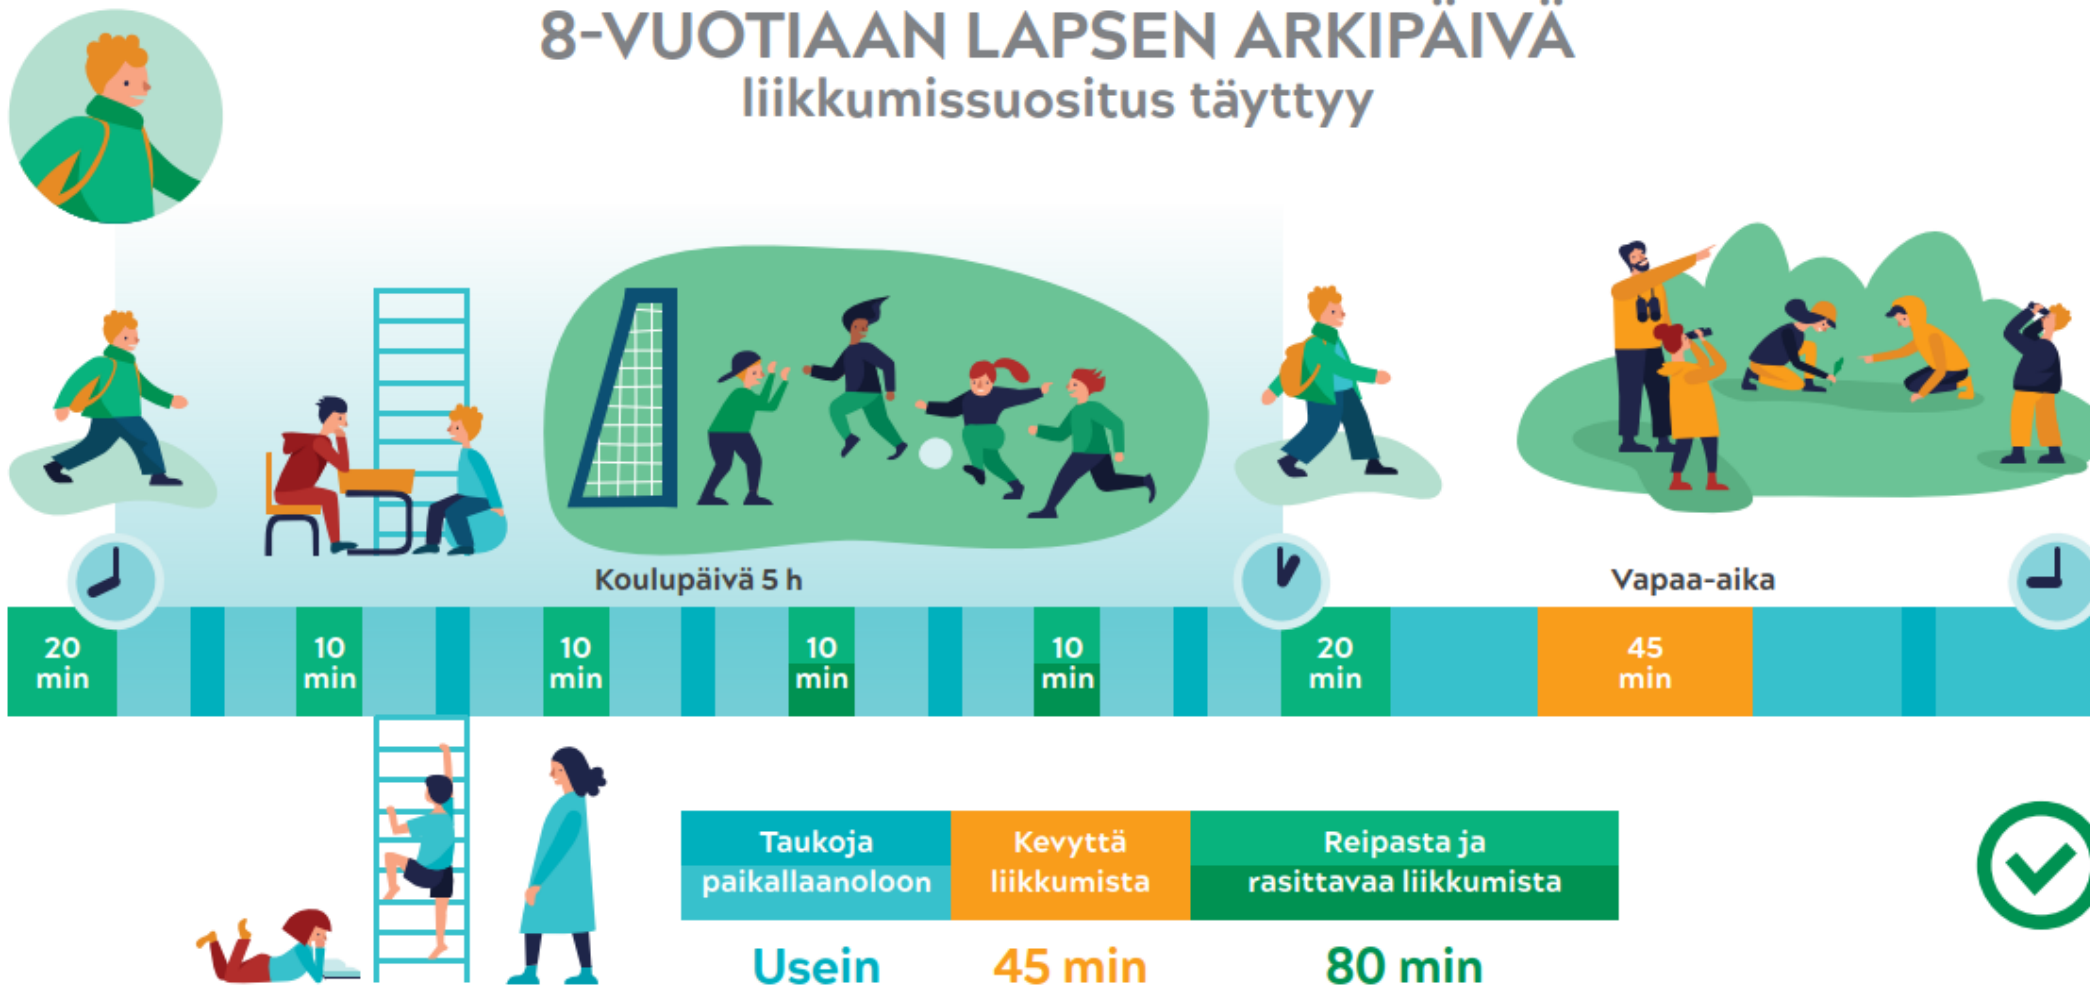 8-VUOTIAAN LAPSEN ARKIPÄIVÄ
liikkumissuositus täyttyy
Koulupäivä 5 h
Vapaa-aika
20
min
10
min
10
min
10
min
10
min
20
min
45
min
Taukoja
paikallaanoloon
Kevyttä
liikkumista
Reipasta ja
rasittavaa liikkumista
Usein
45 min
80 min